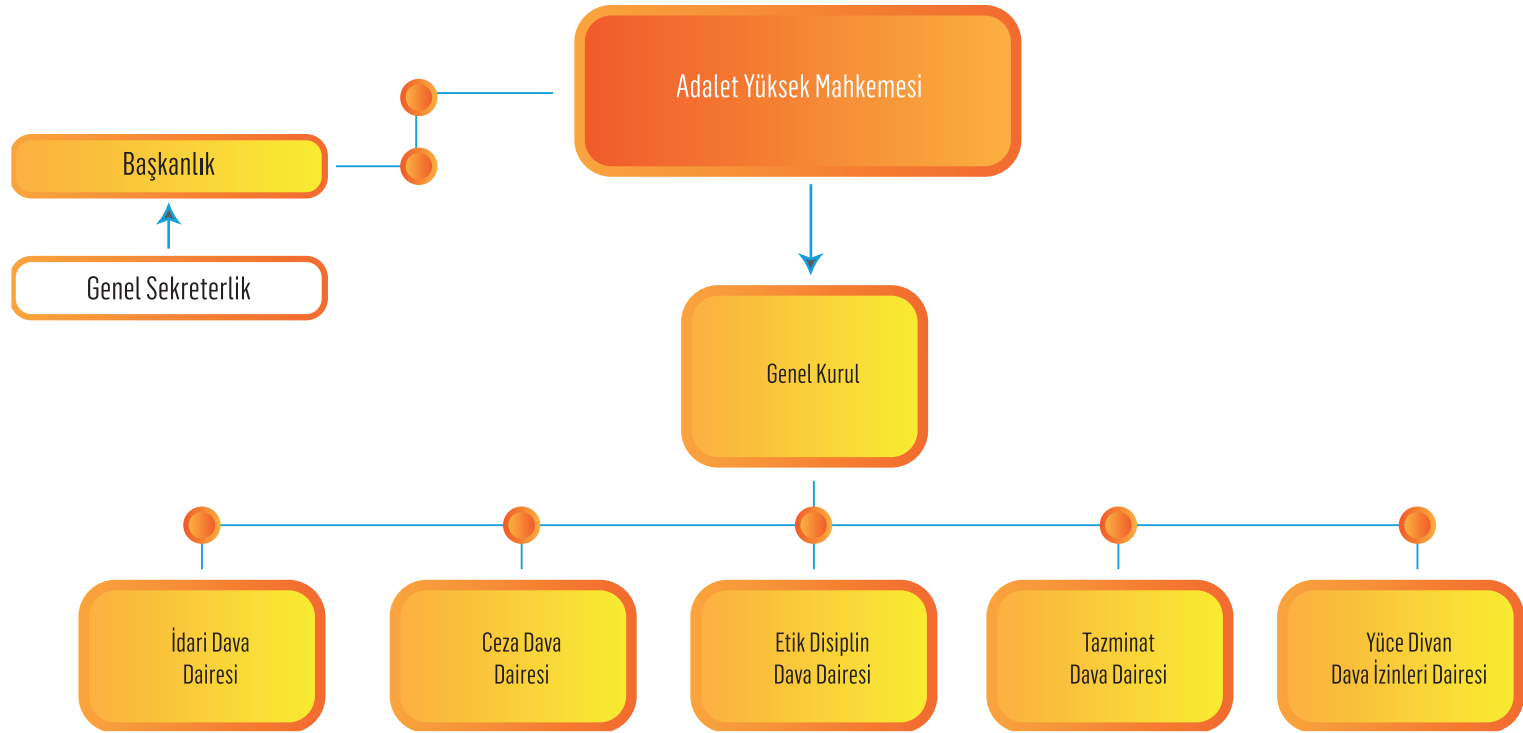 Adalet Yüksek Mahkemesi
Başkanlık
Genel Sekreterlik
Genel Kurul
İdari Dava
Dairesi
Ceza Dava
Dairesi
Etik Disiplin
Dava Dairesi
Tazminat
Dava Dairesi
Yüce Divan
Dava İzinleri Dairesi